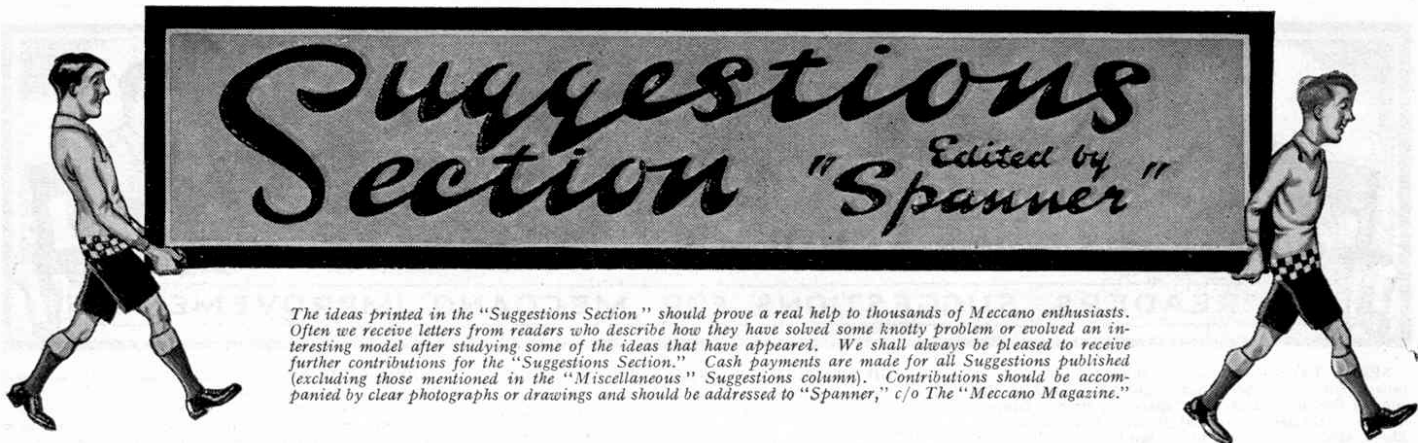 Suggestions
Section
Edited by
"Spanner"
The ideas printed in the "Suggestions Section" should prove a real help to thousands of Meccano enthusiasts.
Often we receive letters from readers who describe how they have solved some knotty problem or evolved an in-
teresting model after studying some of the ideas that have appeared. We shall always be pleased to receive
further contributions for the "Suggestions Section." Cash payments are made for all Suggestions published
(excluding those mentioned in the "Miscellaneous" Suggestions column). Contributions should be accom-
panied by clear photographs or drawings and should be addressed to "Spanner," c/o The "Meccano Magazine."